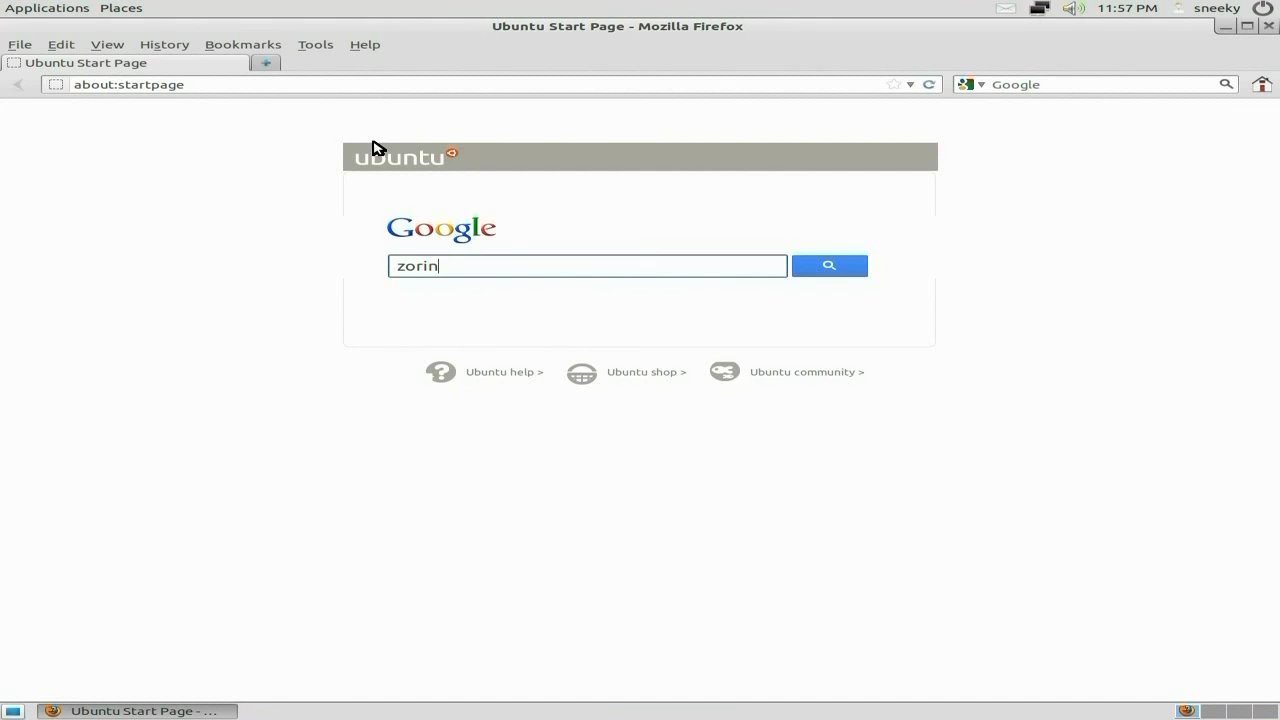 Applications Places 11:57 PM sneeky
Ubuntu Start Page - Mozilla Firefox
File Edit View History Bookmarks Tools Help
Ubuntu Start Page
about:startpage Google
ubuntu
Google
zorin
Ubuntu help > Ubuntu shop > Ubuntu community >
Ubuntu Start Page - ...